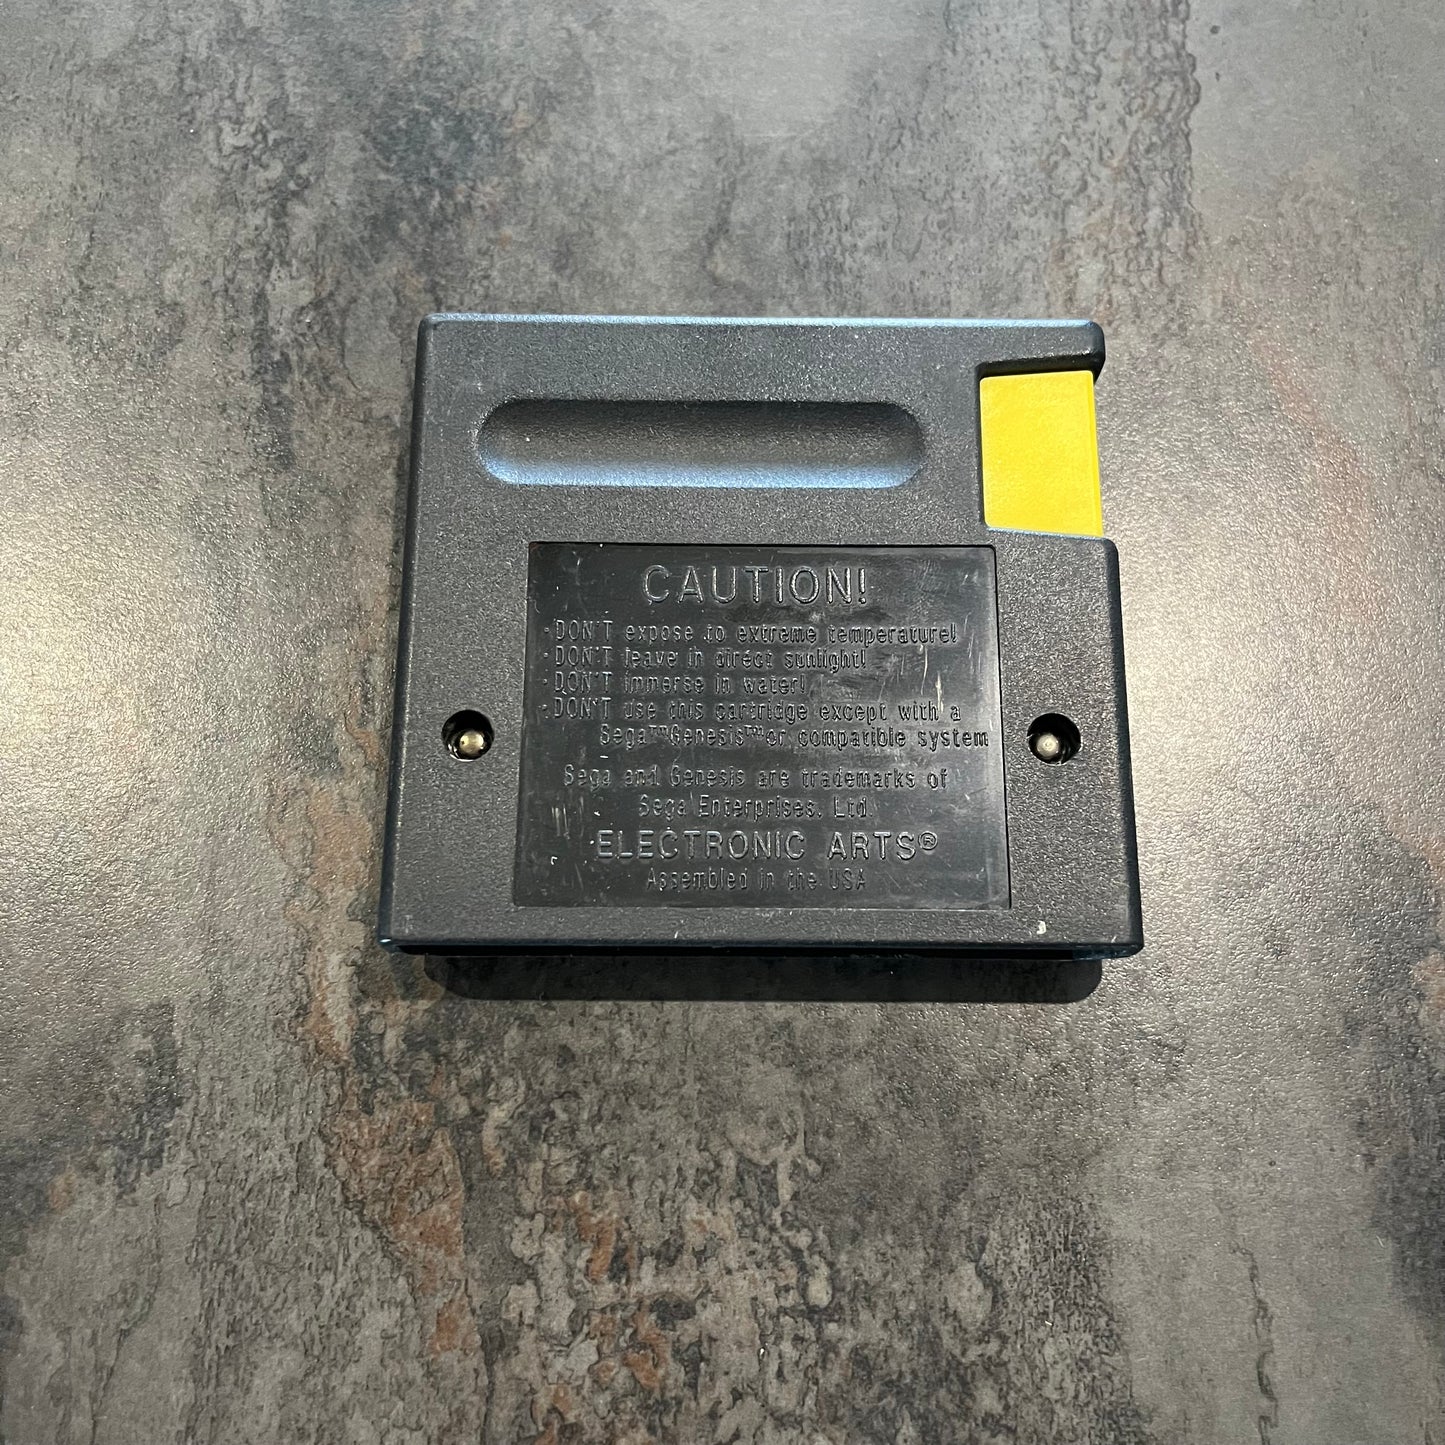 CAUTION!
·DON'T expose to extreme temperature!
·DON'T leave in direct sunlight!
·DON'T immerse in water!
·DON'T use this cartridge except with a
Sega™Genesis™or compatible system
Sega and Genesis are trademarks of
Sega Enterprises. Ltd.
ELECTRONIC ARTS®
Assembled in the USA